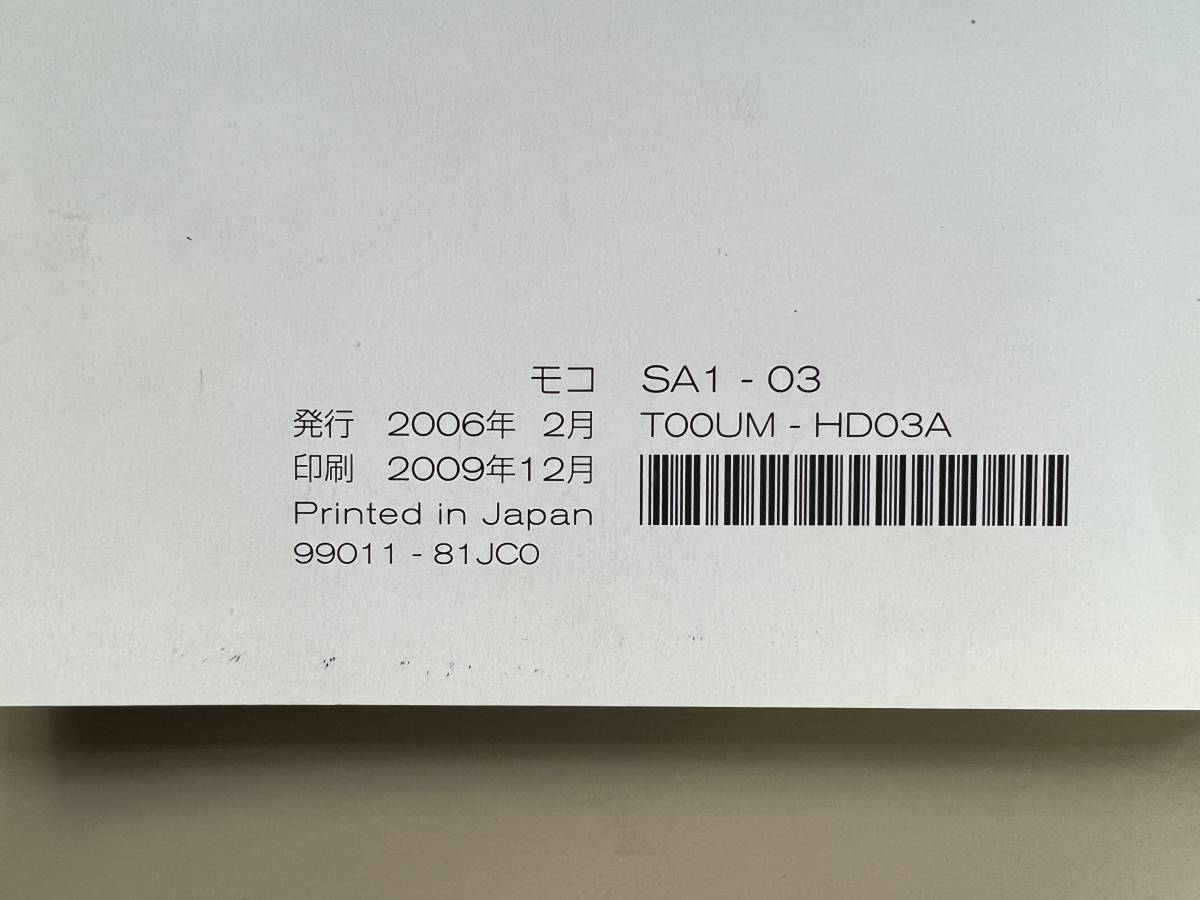 モコ SA1 - 03
発行 2006年 2月 T00UM - HD03A
印刷 2009年12月
Printed in Japan
99011 - 81JC0